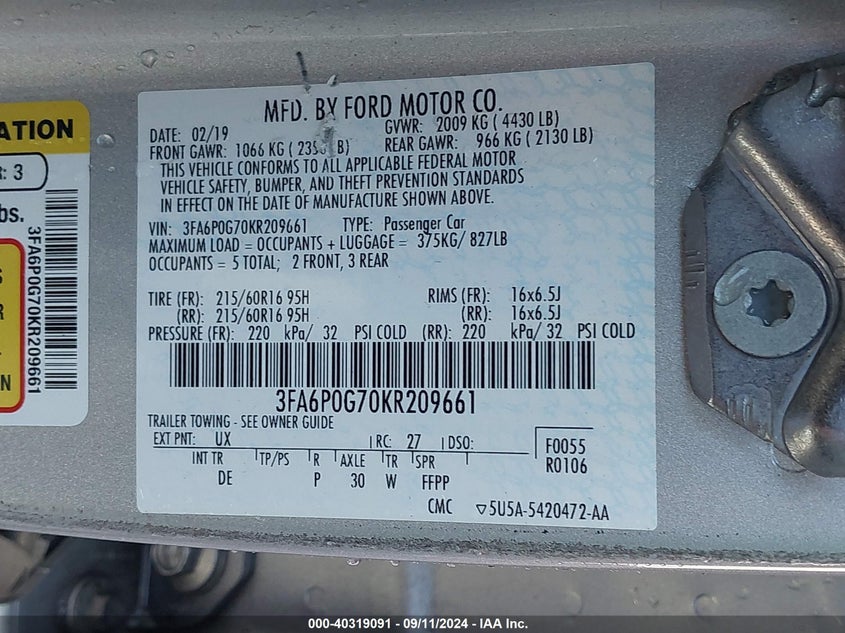 ATION
R: 3
bs.
S
R
N
3FA6P0G70KR209661
MFD. BY FORD MOTOR CO.
DATE: 02/19 GVWR: 2009 KG ( 4430 LB)
FRONT GAWR: 1066 KG ( LB) REAR GAWR: 966 KG ( 2130 LB)
THIS VEHICLE CONFORMS TO ALL APPLICABLE FEDERAL MOTOR
VEHICLE SAFETY, BUMPER, AND THEFT PREVENTION STANDARDS
IN EFFECT ON THE DATE OF MANUFACTURE SHOWN ABOVE.
VIN: 3FA6P0G70KR209661 TYPE: Passenger Car
MAXIMUM LOAD = OCCUPANTS + LUGGAGE = 375KG/ 827LB
OCCUPANTS = 5 TOTAL; 2 FRONT, 3 REAR
TIRE (FR): 215/60R16 95H RIMS (FR): 16x6.5J
(RR): 215/60R16 95H (RR): 16x6.5J
PRESSURE (FR): 220 kPa/ 32 PSI COLD (RR): 220 kPa/ 32 PSI COLD
3FA6P0G70KR209661
TRAILER TOWING - SEE OWNER GUIDE
EXT PNT: UX RC: 27 DSO:
INT TR TP/PS R AXLE TR SPR
DE P 30 W FFPP
F0055
R0106
CMC ▽5U5A-5420472-AA
000-40319091 - 09/11/2024 - IAA Inc.